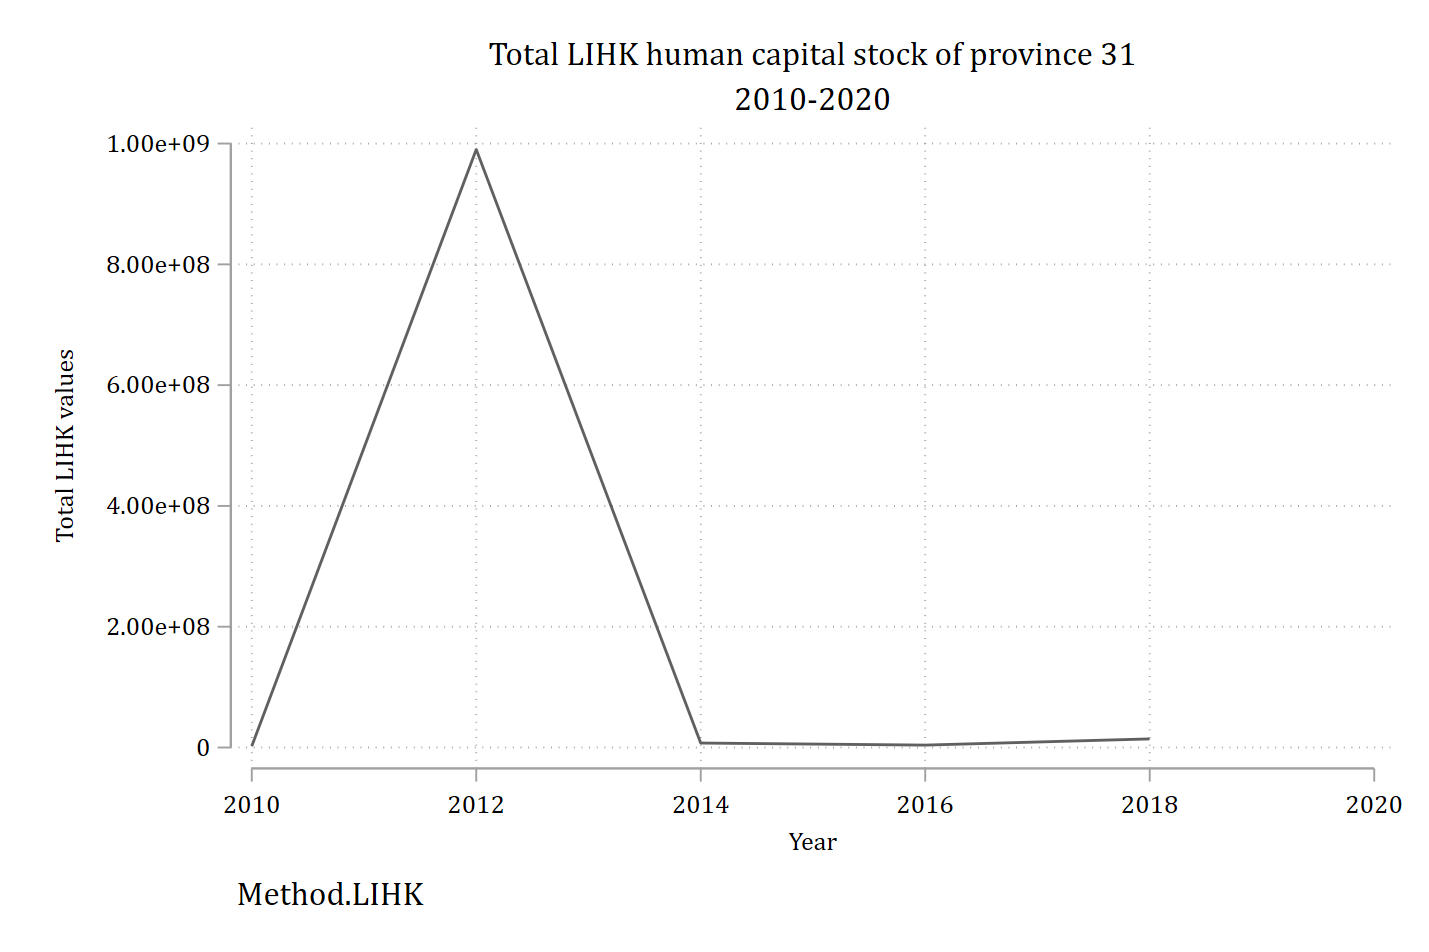 Total LIHK human capital stock of province 31
2010-2020
1.00e+09
8.00e+08
6.00e+08
4.00e+08
2.00e+08
0
Total LIHK values
2010 2012 2014 2016 2018 2020
Year
Method.LIHK